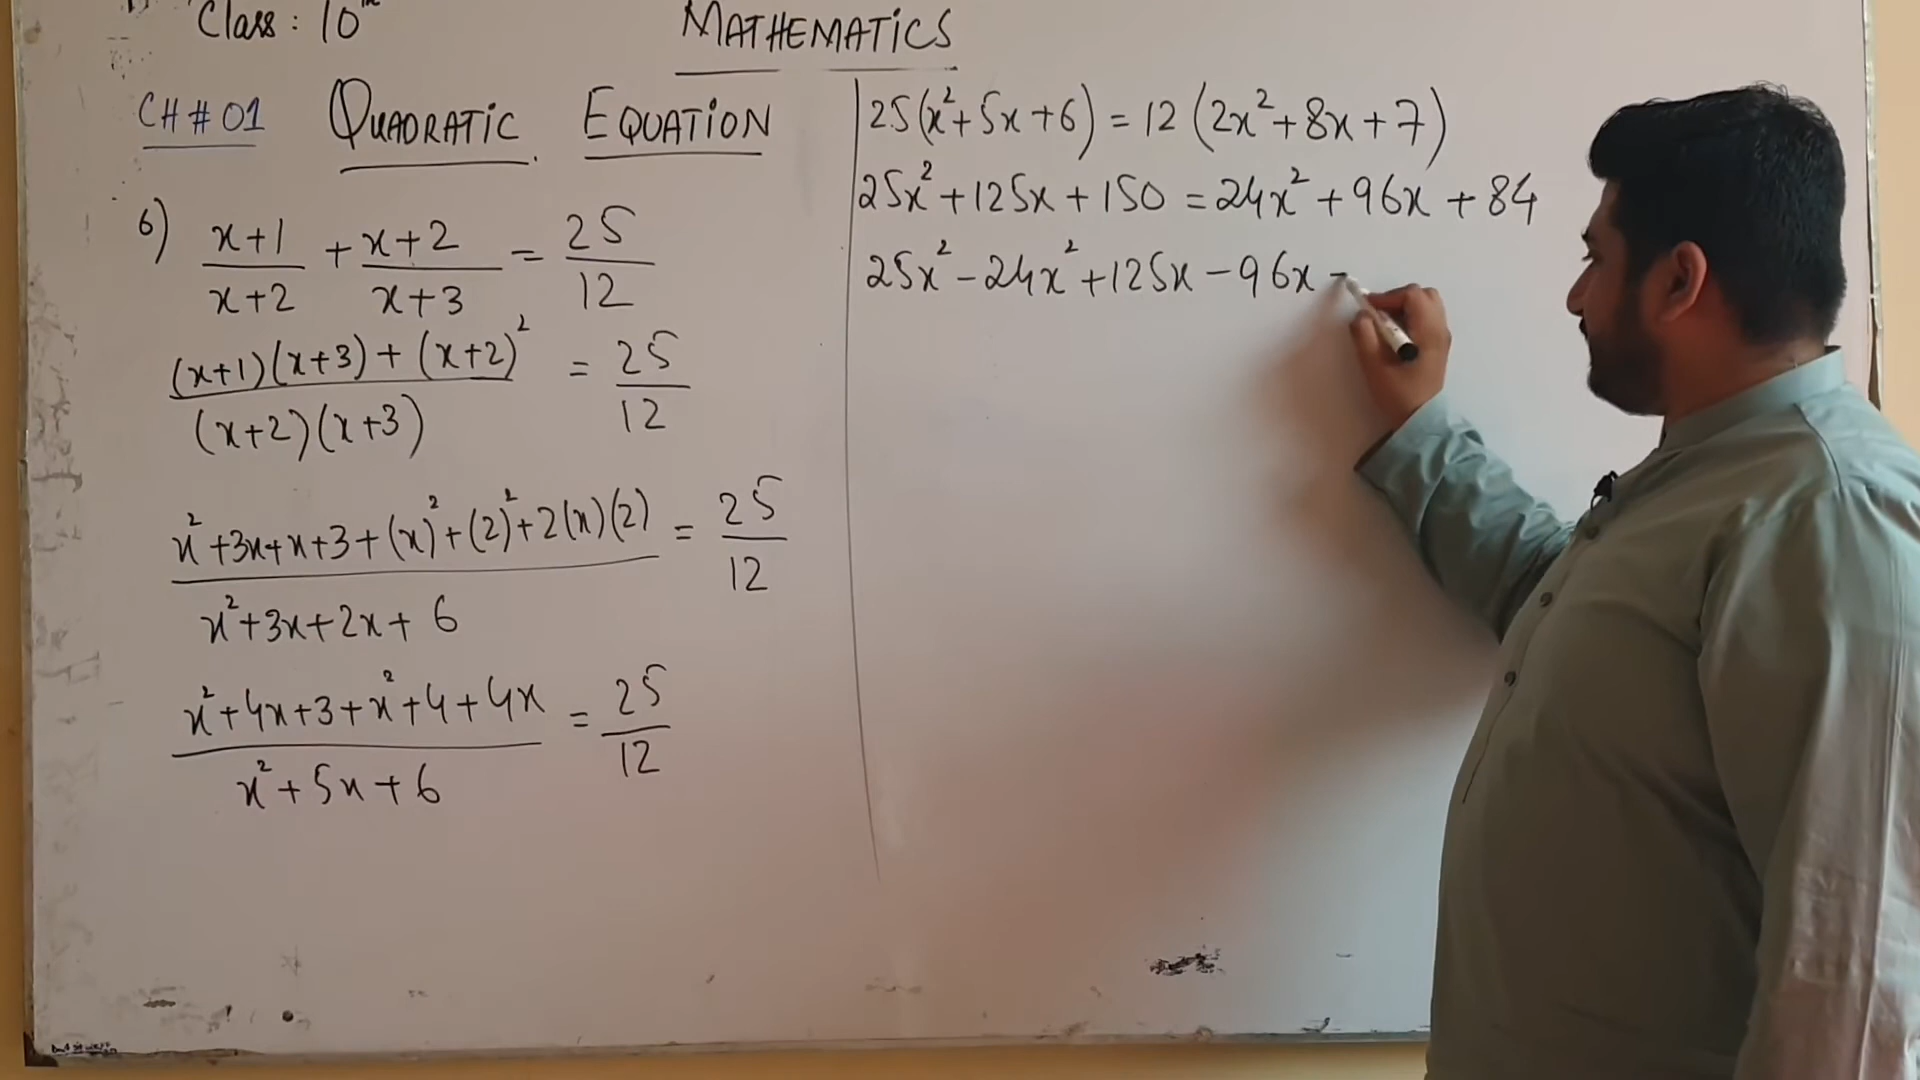 Class : 10th
MATHEMATICS
CH # 01 QUADRATIC EQUATION
6) (x+1)/(x+2) + (x+2)/(x+3) = 25/12
((x+1)(x+3) + (x+2)²)/((x+2)(x+3)) = 25/12
(x²+3x+x+3+(x)²+(2)²+2(x)(2))/(x²+3x+2x+6) = 25/12
(x²+4x+3+x²+4+4x)/(x²+5x+6) = 25/12
25(x²+5x+6) = 12(2x²+8x+7)
25x²+125x+150 = 24x²+96x+84
25x²-24x²+125x-96x